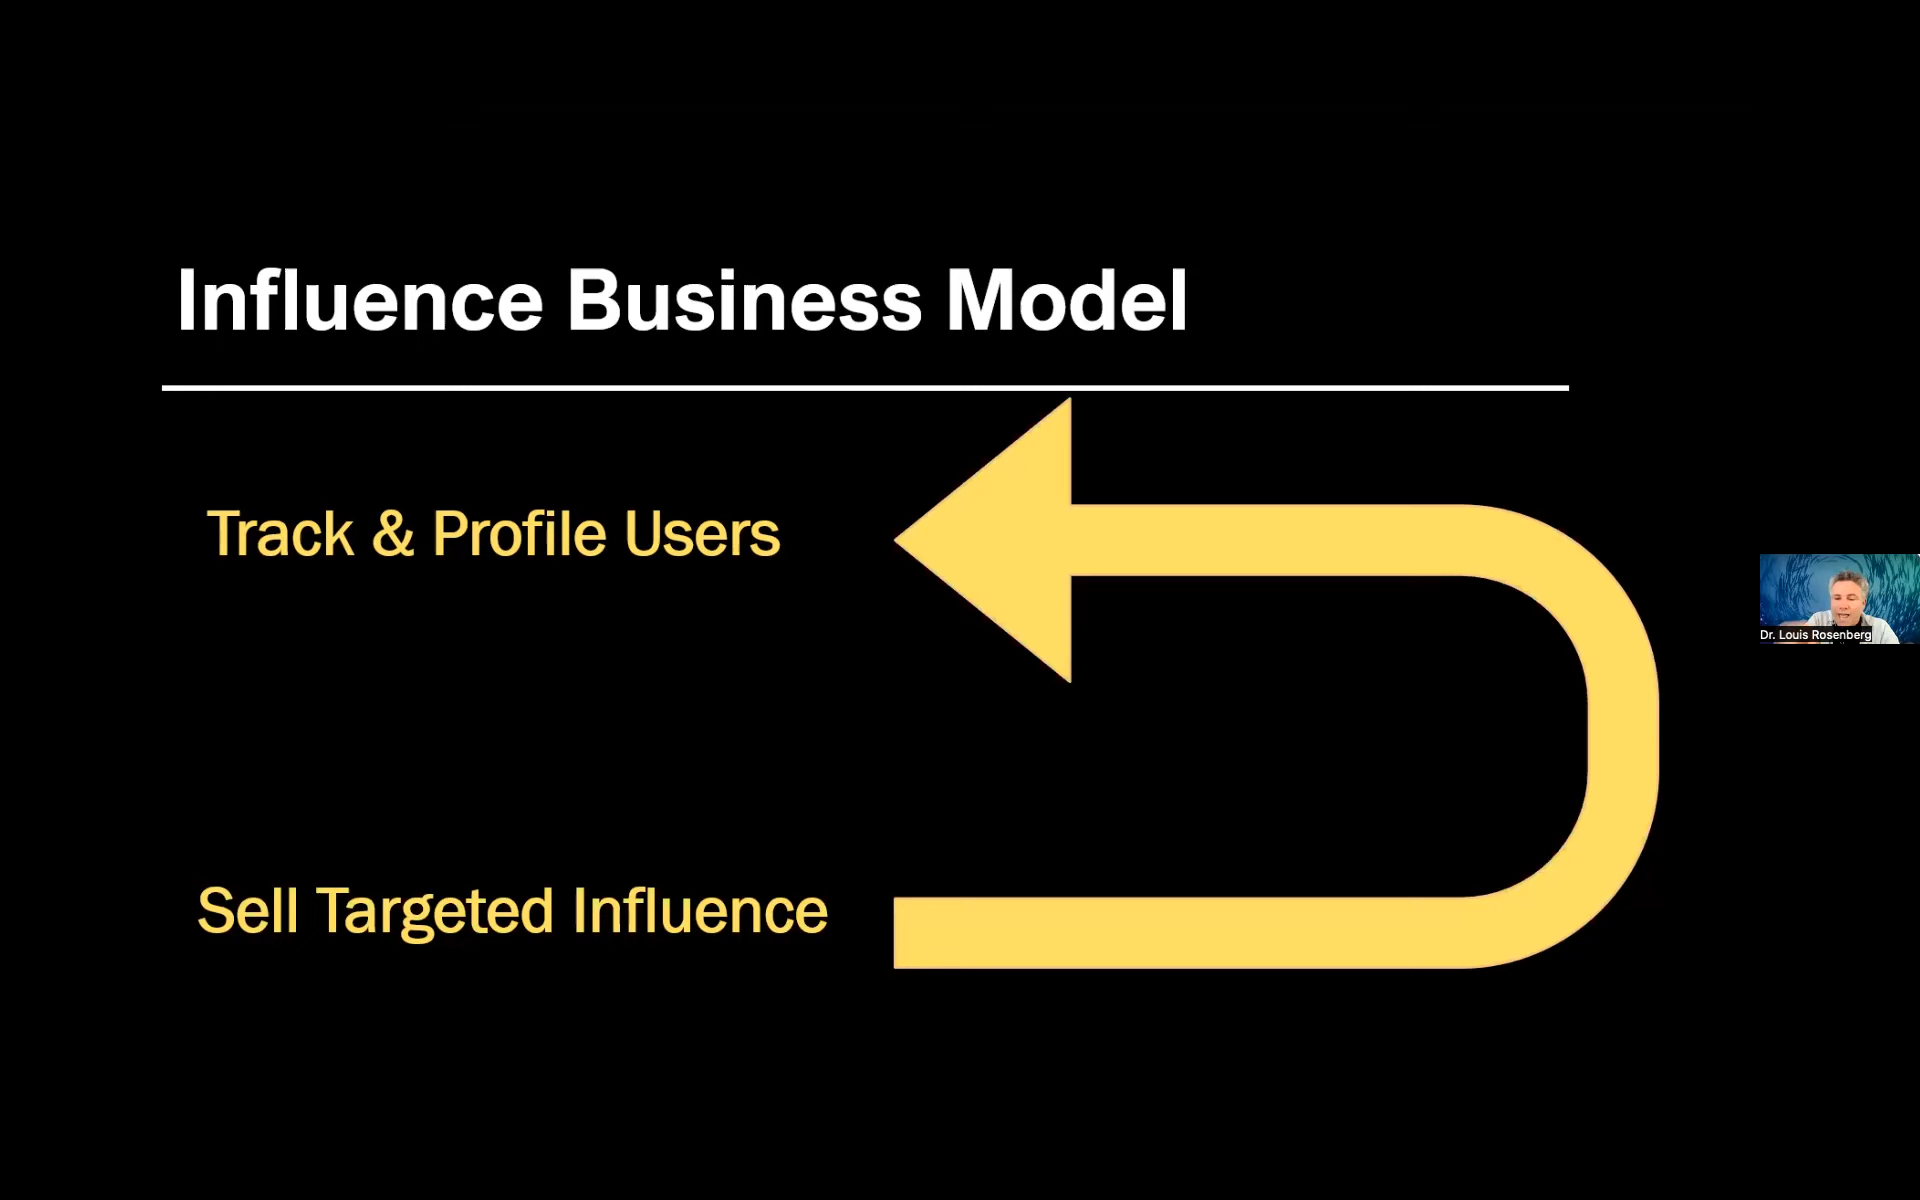 Influence Business Model
Track & Profile Users
Dr. Louis Rosenberg
Sell Targeted Influence